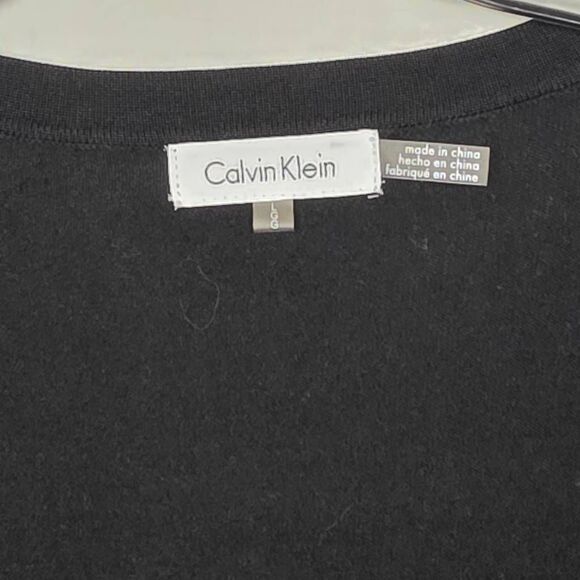 Calvin Klein
made in china
hecho en china
fabriqué en chine
L
G
G